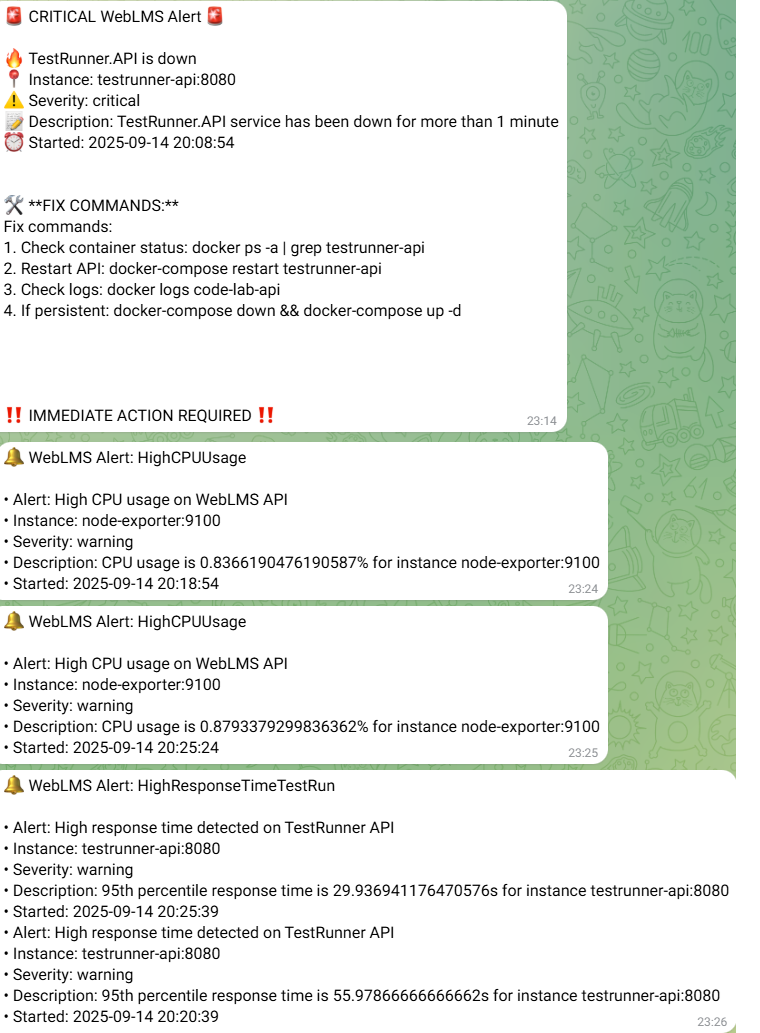 🚨 CRITICAL WebLMS Alert 🚨
🔥 TestRunner.API is down
📍 Instance: testrunner-api:8080
⚠️ Severity: critical
📝 Description: TestRunner.API service has been down for more than 1 minute
⏰ Started: 2025-09-14 20:08:54
🛠 **FIX COMMANDS:**
Fix commands:
1. Check container status: docker ps -a | grep testrunner-api
2. Restart API: docker-compose restart testrunner-api
3. Check logs: docker logs code-lab-api
4. If persistent: docker-compose down && docker-compose up -d
‼️ IMMEDIATE ACTION REQUIRED ‼️
23:14
🔔 WebLMS Alert: HighCPUUsage
• Alert: High CPU usage on WebLMS API
• Instance: node-exporter:9100
• Severity: warning
• Description: CPU usage is 0.8366190476190587% for instance node-exporter:9100
• Started: 2025-09-14 20:18:54
23:24
🔔 WebLMS Alert: HighCPUUsage
• Alert: High CPU usage on WebLMS API
• Instance: node-exporter:9100
• Severity: warning
• Description: CPU usage is 0.8793379299836362% for instance node-exporter:9100
• Started: 2025-09-14 20:25:24
23:25
🔔 WebLMS Alert: HighResponseTimeTestRun
• Alert: High response time detected on TestRunner API
• Instance: testrunner-api:8080
• Severity: warning
• Description: 95th percentile response time is 29.936941176470576s for instance testrunner-api:8080
• Started: 2025-09-14 20:25:39
• Alert: High response time detected on TestRunner API
• Instance: testrunner-api:8080
• Severity: warning
• Description: 95th percentile response time is 55.97866666666662s for instance testrunner-api:8080
• Started: 2025-09-14 20:20:39
23:26